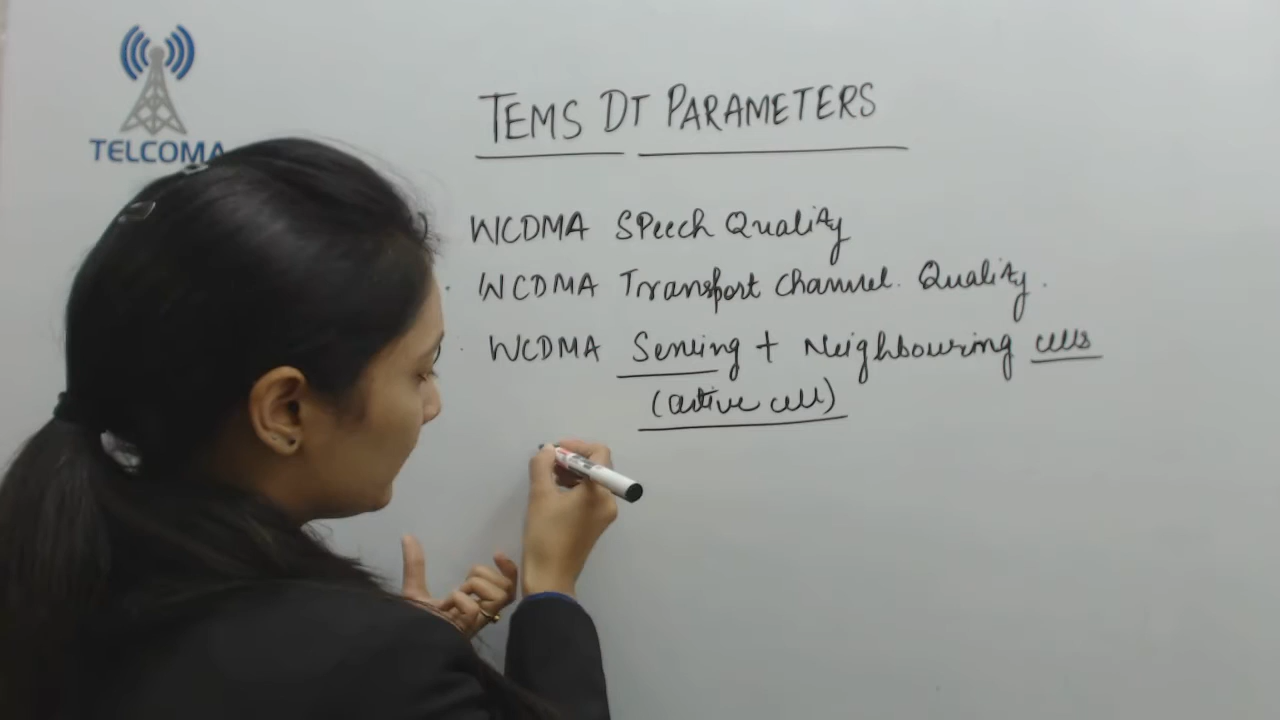 TELCOMA
TEMS DT PARAMETERS
WCDMA Speech Quality
WCDMA Transport Channel. Quality.
WCDMA Serving + Neighbouring cells
(active cell)